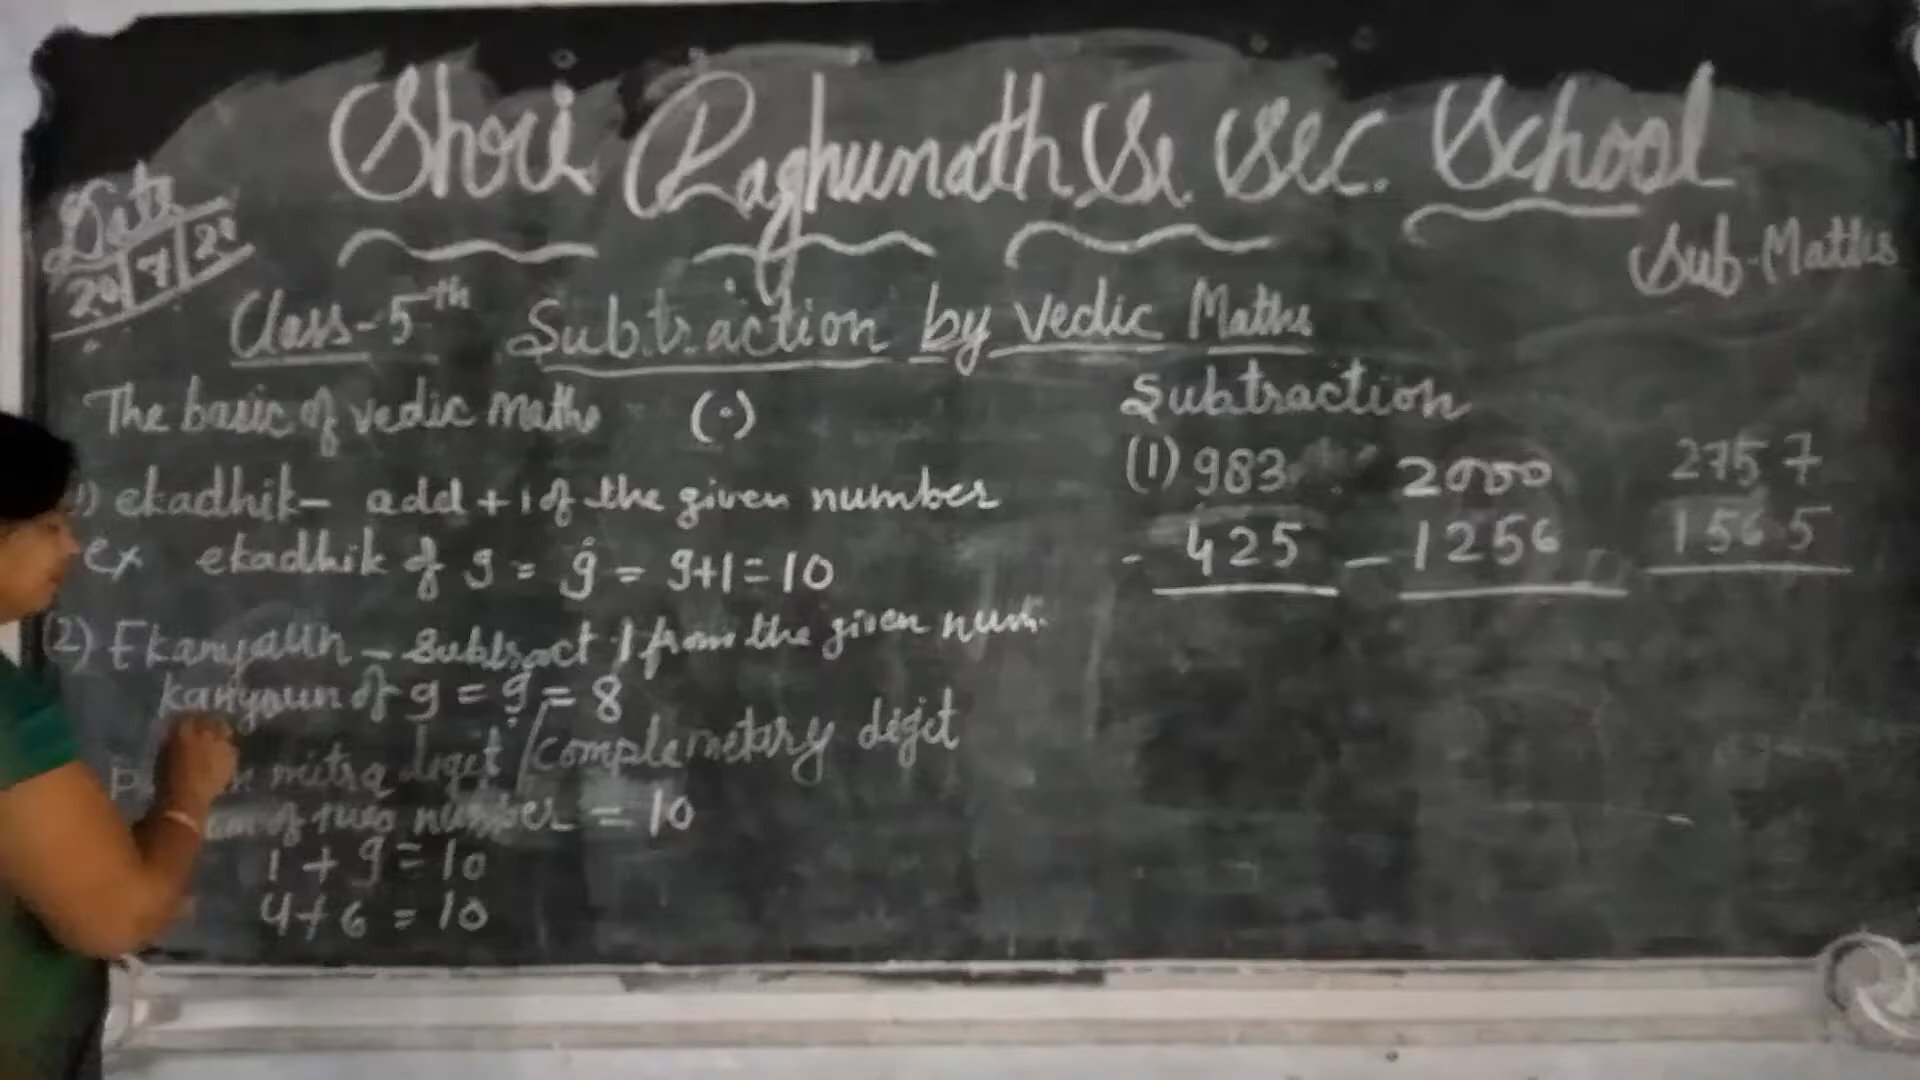 Shri Raghunath Sr. Sec. School
Date
20|7|20
Sub-Maths
Class-5th Subtraction by vedic Maths
The basic of vedic maths (·)
1) ekadhik- add +1 of the given number
ex ekadhik of 9 = 9̇ = 9+1=10
(2) Ekanyaun - Subtract 1 from the given num.
kanyaun of 9 = 9̣ = 8
mitra digit / complemetary digit
of two number = 10
1 + 9 = 10
4+6 = 10
Subtraction
(1) 983 2000 2757
- 425 - 1256 1565